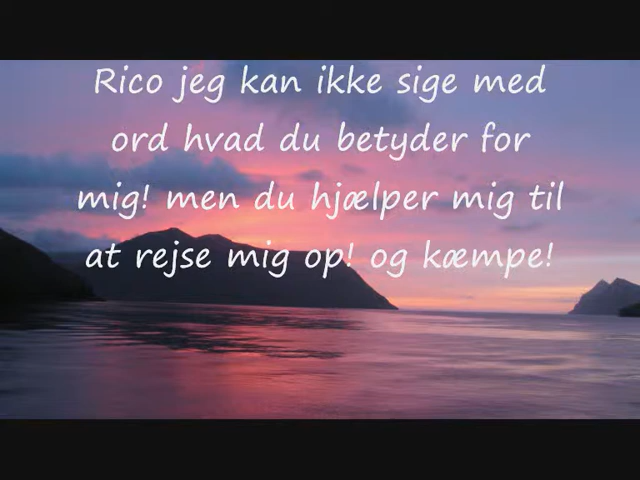 Rico jeg kan ikke sige med
ord hvad du betyder for
mig! men du hjælper mig til
at rejse mig op! og kæmpe!